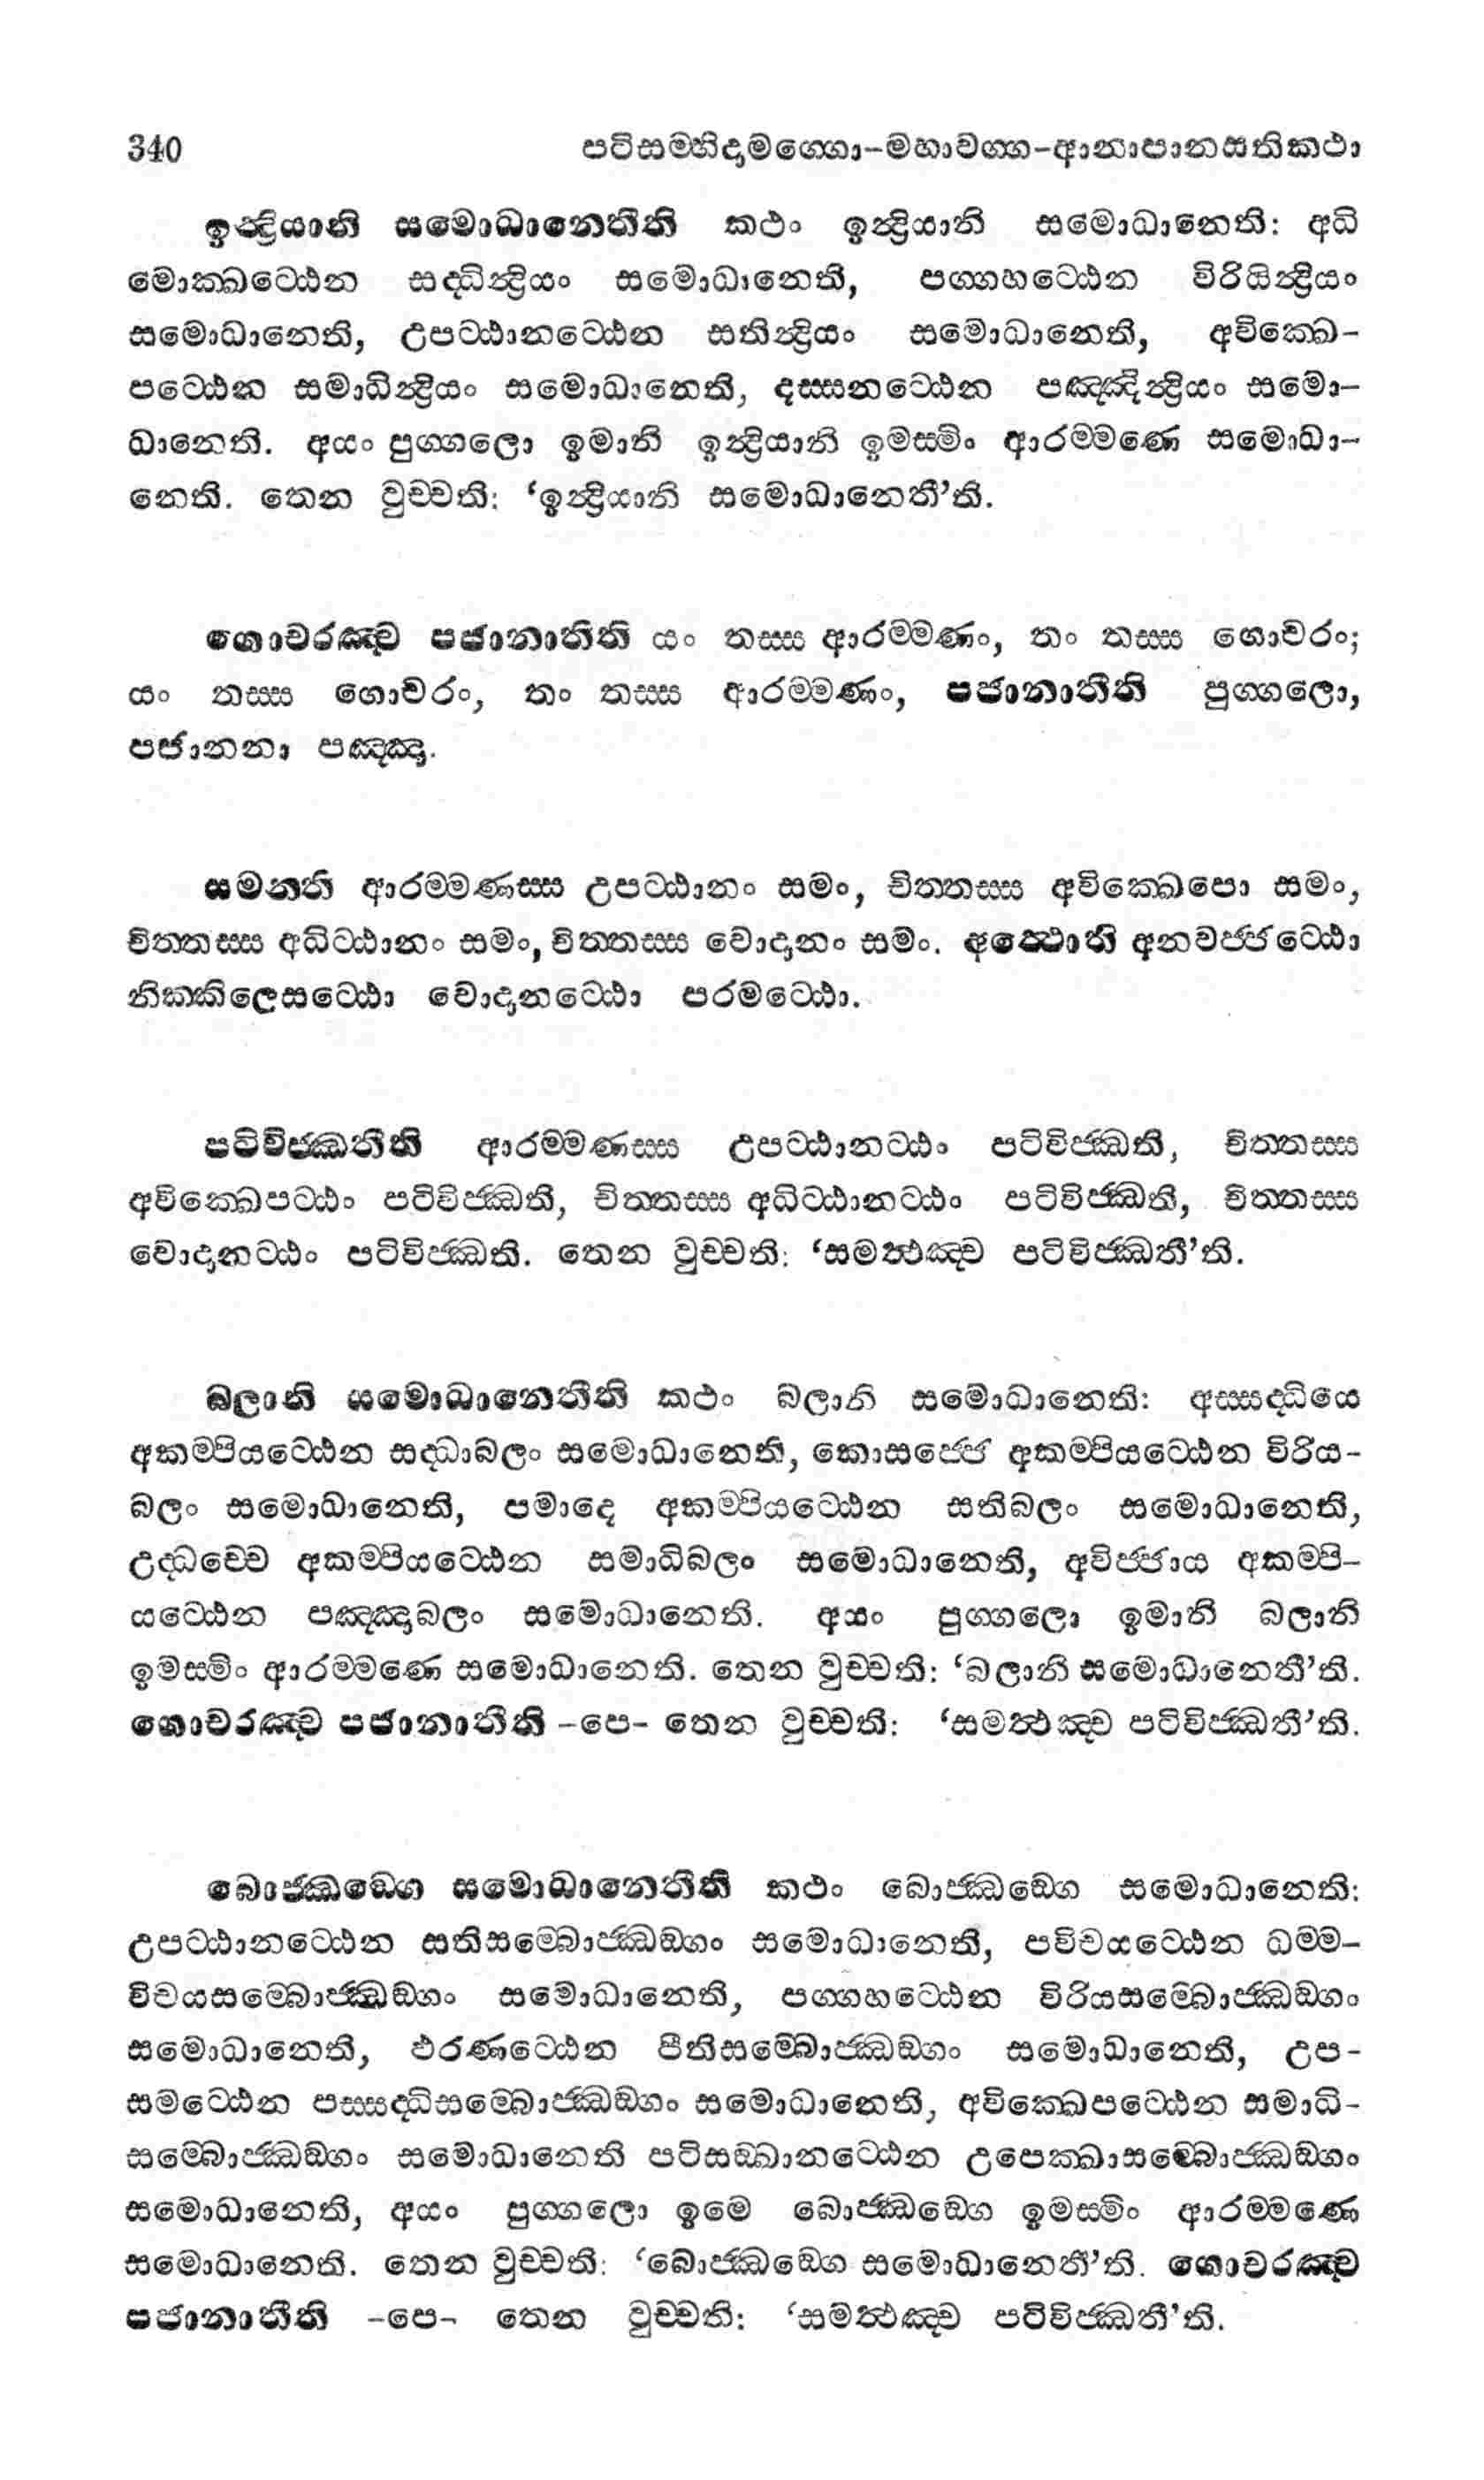 340 පටිසම්භිදාමග්ගො-මහාවග්ග-ආනාපානසතිකථා
ඉන්ද්‍රියානි සමොධානෙතීති කථං ඉන්ද්‍රියානි සමොධානෙති: අධි
මොක්ඛට්ඨෙන සද්ධින්ද්‍රියං සමොධානෙති, පග්ගහට්ඨෙන විරියින්ද්‍රියං
සමොධානෙති, උපට්ඨානට්ඨෙන සතින්ද්‍රියං සමොධානෙති, අවික්ඛෙ-
පට්ඨෙන සමාධින්ද්‍රියං සමොධානෙති, දස්සනට්ඨෙන පඤ්ඤින්ද්‍රියං සමො-
ධානෙති. අයං පුග්ගලො ඉමානි ඉන්ද්‍රියානි ඉමස්මිං ආරම්මණෙ සමොධා-
නෙති. තෙන වුච්චති: ‘ඉන්ද්‍රියානි සමොධානෙතී’ති.
ගොචරඤ්ච පජානාතිති යං තස්ස ආරම්මණං, තං තස්ස ගොචරං;
යං තස්ස ගොචරං, තං තස්ස ආරම්මණං, පජානාතීති පුග්ගලො,
පජානනා පඤ්ඤා.
සමන්ති ආරම්මණස්ස උපට්ඨානං සමං, චිත්තස්ස අවික්ඛෙපො සමං,
චිත්තස්ස අධිට්ඨානං සමං, චිත්තස්ස වොදානං සමං. අත්ථොති අනවජ්ජට්ඨො
නික්කිලෙසට්ඨො වොදානට්ඨො පරමට්ඨො.
පටිවිජ්ඣතීති ආරම්මණස්ස උපට්ඨානට්ඨං පටිවිජ්ඣති, චිත්තස්ස
අවික්ඛෙපට්ඨං පටිවිජ්ඣති, චිත්තස්ස අධිට්ඨානට්ඨං පටිවිජ්ඣති, චිත්තස්ස
වොදානට්ඨං පටිවිජ්ඣති. තෙන වුච්චති: ‘සමත්ථඤ්ච පටිවිජ්ඣතී’ති.
බලානි සමොධානෙතීති කථං බලානි සමොධානෙති: අස්සද්ධියෙ
අකම්පියට්ඨෙන සද්ධාබලං සමොධානෙති, කොසජ්ජෙ අකම්පියට්ඨෙන විරිය-
බලං සමොධානෙති, පමාදෙ අකම්පියට්ඨෙන සතිබලං සමොධානෙති,
උද්ධච්චෙ අකම්පියට්ඨෙන සමාධිබලං සමොධානෙති, අවිජ්ජාය අකම්පි-
යට්ඨෙන පඤ්ඤාබලං සමොධානෙති. අයං පුග්ගලො ඉමානි බලානි
ඉමස්මිං ආරම්මණෙ සමොධානෙති. තෙන වුච්චති: ‘බලානි සමොධානෙතී’ති.
ගොචරඤ්ච පජානාතීති -පෙ- තෙන වුච්චති: ‘සමත්ථඤ්ච පටිවිජ්ඣතී’ති.
බොජ්ඣඞ්ගෙ සමොධානෙතීති කථං බොජ්ඣඞ්ගෙ සමොධානෙති:
උපට්ඨානට්ඨෙන සතිසම්බොජ්ඣඞ්ගං සමොධානෙති, පවිචයට්ඨෙන ධම්ම-
විචයසම්බොජ්ඣඞ්ගං සමොධානෙති, පග්ගහට්ඨෙන විරියසම්බොජ්ඣඞ්ගං
සමොධානෙති, ඵරණට්ඨෙන පීතිසම්බොජ්ඣඞ්ගං සමොධානෙති, උප-
සමට්ඨෙන පස්සද්ධිසම්බොජ්ඣඞ්ගං සමොධානෙති, අවික්ඛෙපට්ඨෙන සමාධි-
සම්බොජ්ඣඞ්ගං සමොධානෙති පටිසඞ්ඛානට්ඨෙන උපෙක්ඛාසම්බොජ්ඣඞ්ගං
සමොධානෙති, අයං පුග්ගලො ඉමෙ බොජ්ඣඞ්ගෙ ඉමස්මිං ආරම්මණෙ
සමොධානෙති. තෙන වුච්චති: ‘බොජ්ඣඞ්ගෙ සමොධානෙතී’ති. ගොචරඤ්ච
පජානාතීති -පෙ- තෙන වුච්චති: ‘සමත්ථඤ්ච පටිවිජ්ඣතී’ති.